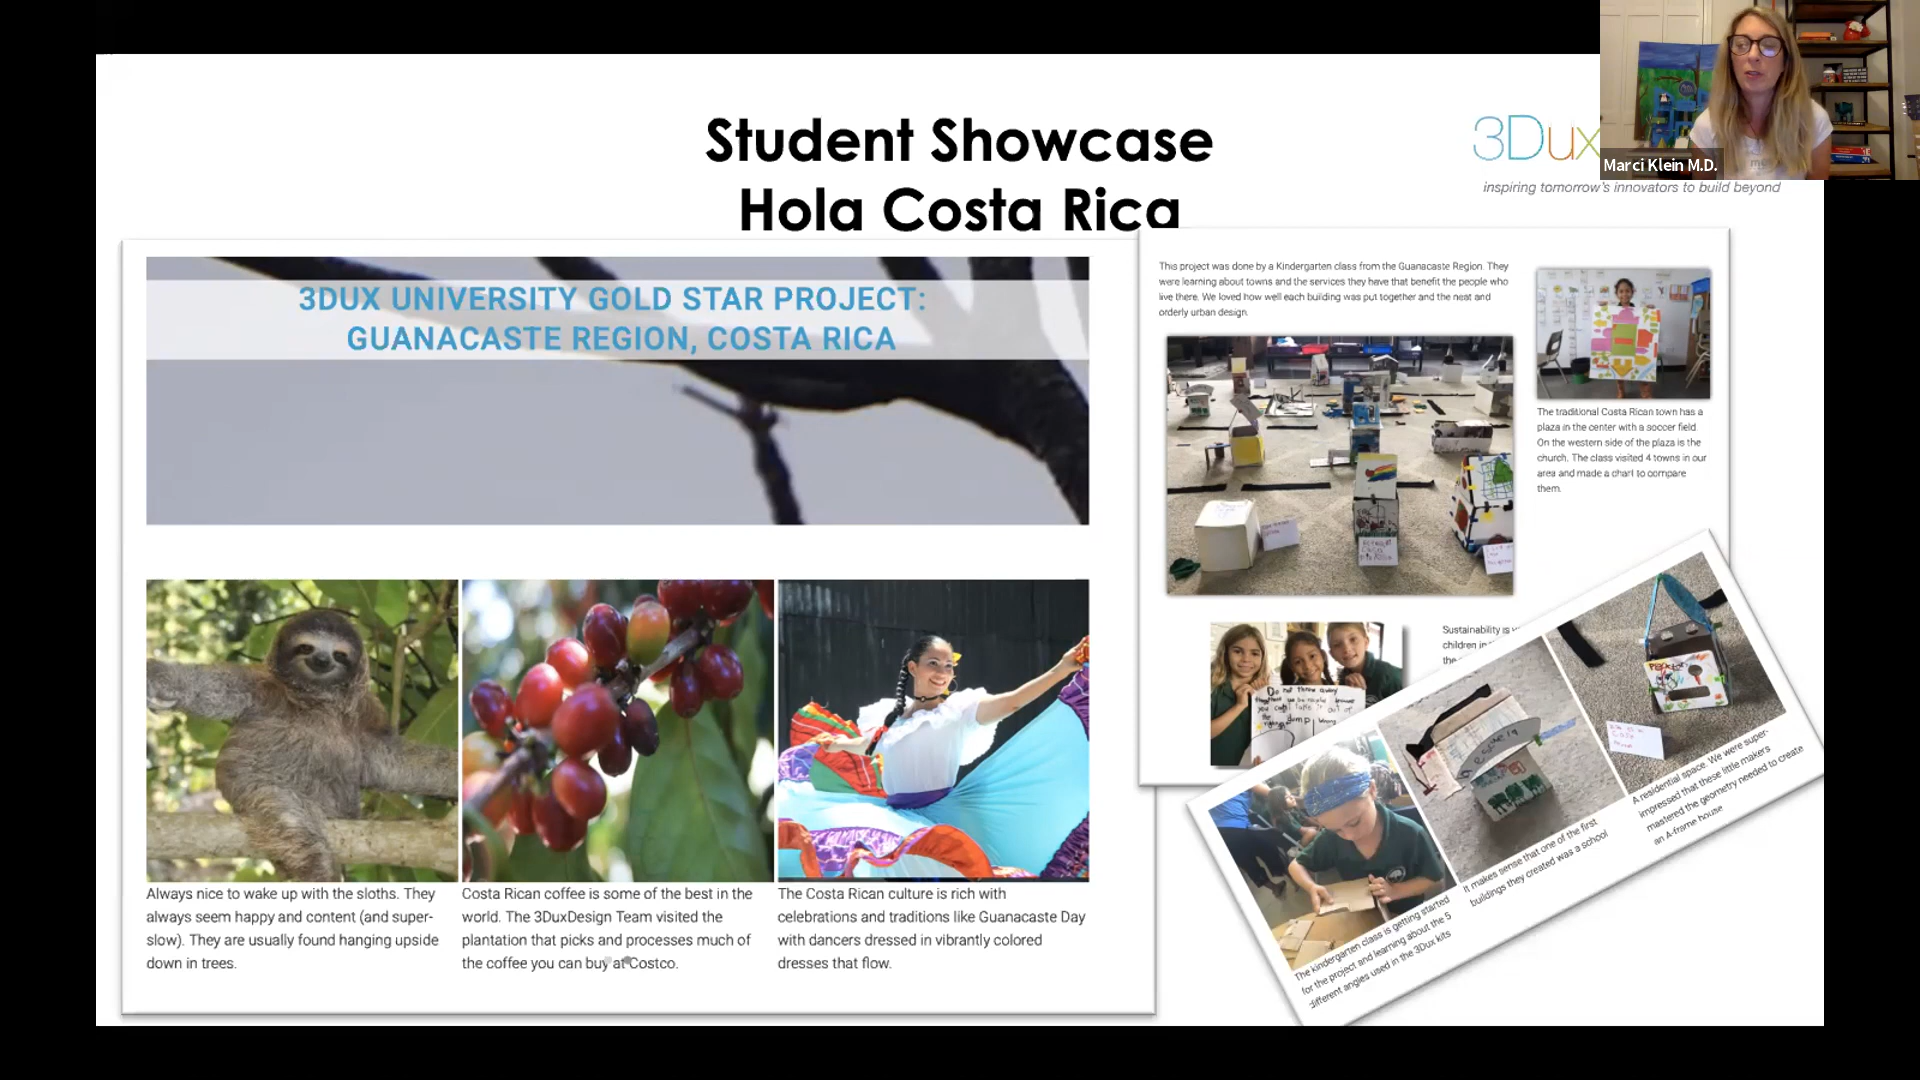 Student Showcase
Hola Costa Rica
3Dux
Marci Klein M.D.
inspiring tomorrow's innovators to build beyond
3DUX UNIVERSITY GOLD STAR PROJECT:
GUANACASTE REGION, COSTA RICA
Always nice to wake up with the sloths. They
always seem happy and content (and super-
slow). They are usually found hanging upside
down in trees.
Costa Rican coffee is some of the best in the
world. The 3DuxDesign Team visited the
plantation that picks and processes much of
the coffee you can buy at Costco.
The Costa Rican culture is rich with
celebrations and traditions like Guanacaste Day
with dancers dressed in vibrantly colored
dresses that flow.
This project was done by a Kindergarten class from the Guanacaste Region. They
were learning about towns and the services they have that benefit the people who
live there. We loved how well each building was put together and the neat and
orderly urban design.
The traditional Costa Rican town has a
plaza in the center with a soccer field.
On the western side of the plaza is the
church. The class visited 4 towns in our
area and made a chart to compare
them.
Sustainability is
children in
the
Do not throw away
you can take it out of
the dump
The kindergarten class is getting started
for the project and learning about the 5
different angles used in the 3Dux kits
It makes sense that one of the first
buildings they created was a school
A residential space. We were super-
impressed that these little makers
mastered the geometry needed to create
an A-frame house